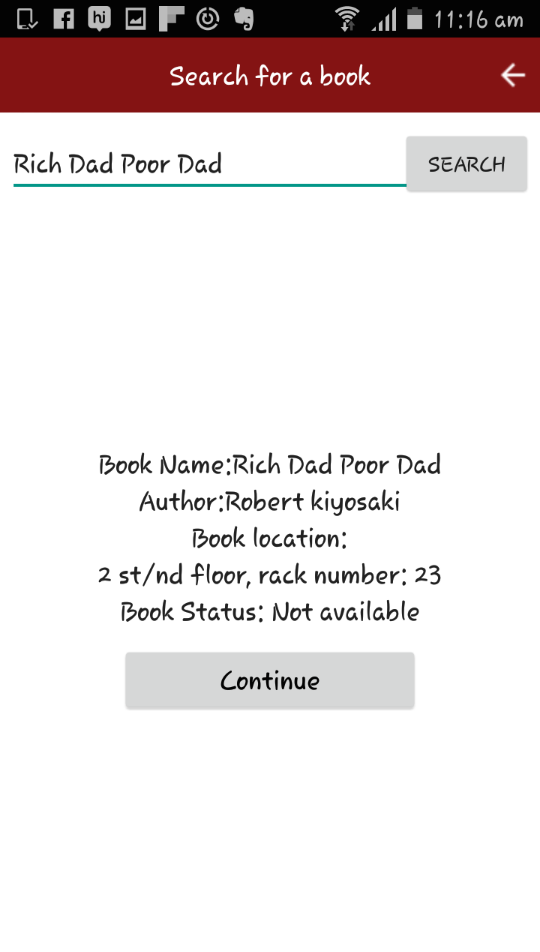 hi 11:16 am
Search for a book
Rich Dad Poor Dad SEARCH
Book Name:Rich Dad Poor Dad
Author:Robert kiyosaki
Book location:
2 st/nd floor, rack number: 23
Book Status: Not available
Continue